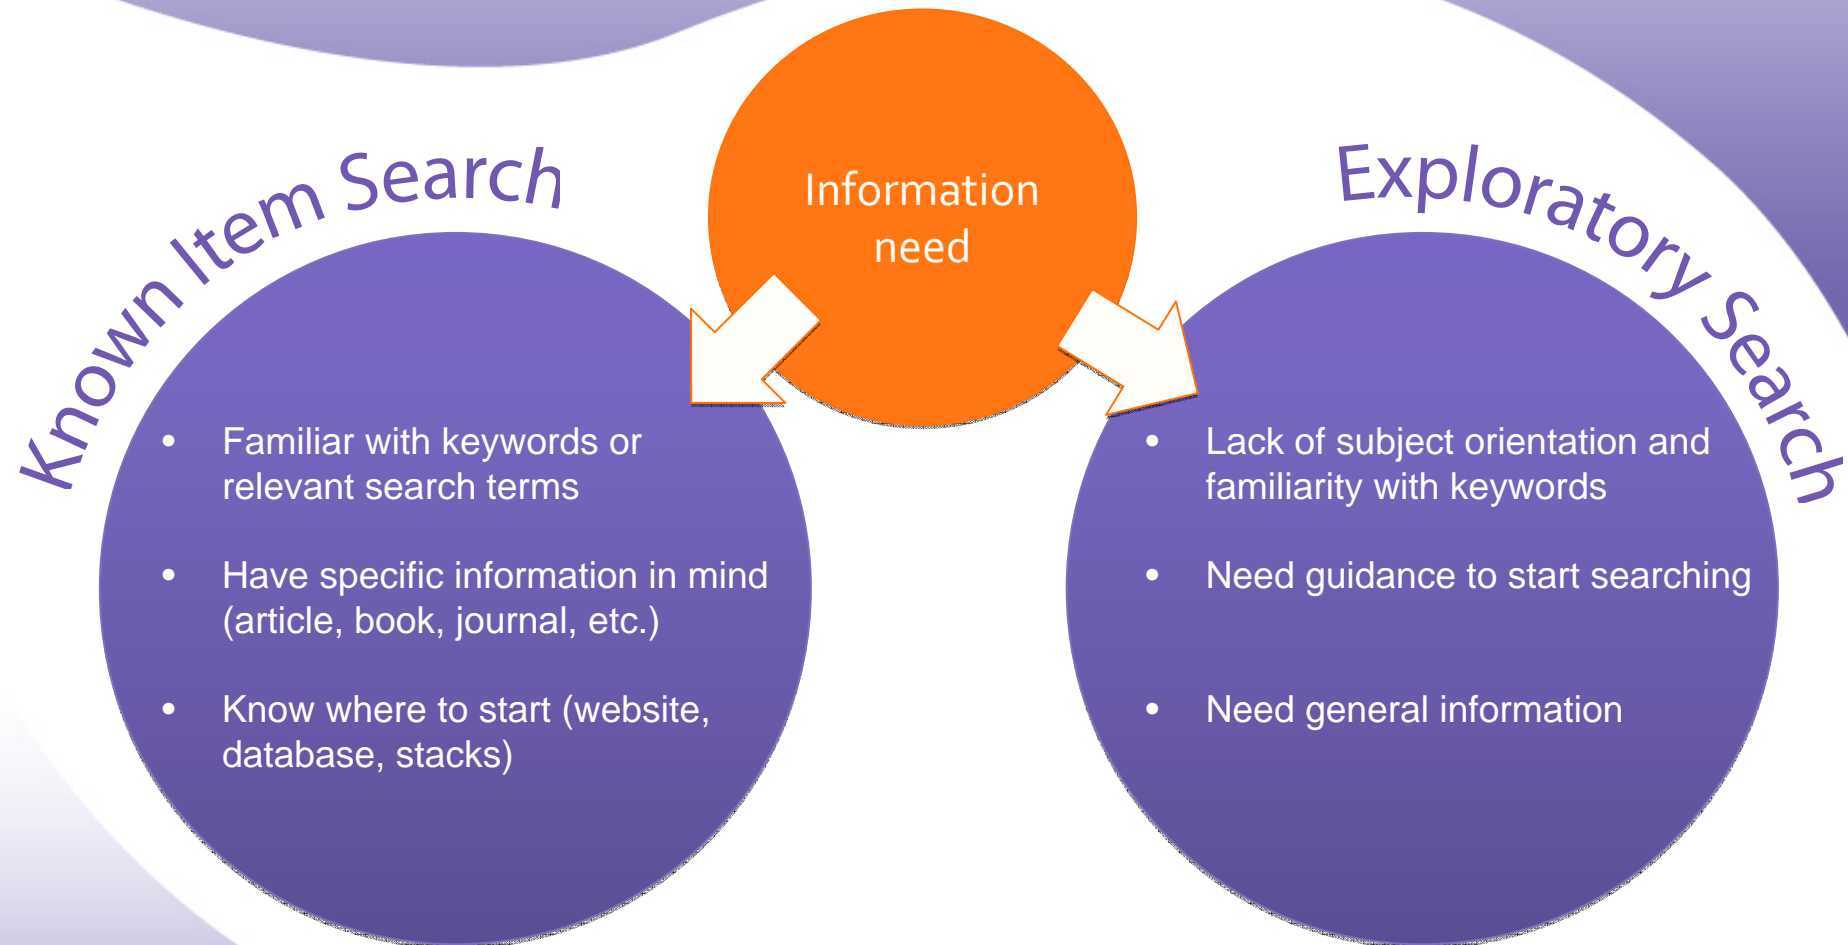 Information
need
Known Item Search
• Familiar with keywords or
relevant search terms
• Have specific information in mind
(article, book, journal, etc.)
• Know where to start (website,
database, stacks)
Exploratory Search
• Lack of subject orientation and
familiarity with keywords
• Need guidance to start searching
• Need general information